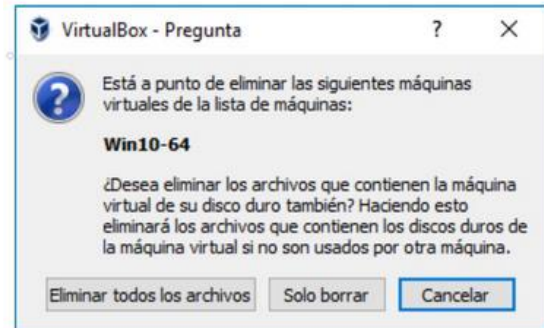 VirtualBox - Pregunta
Está a punto de eliminar las siguientes máquinas
virtuales de la lista de máquinas:
Win10-64
¿Desea eliminar los archivos que contienen la máquina
virtual de su disco duro también? Haciendo esto
eliminará los archivos que contienen los discos duros de
la máquina virtual si no son usados por otra máquina.
Eliminar todos los archivos Solo borrar Cancelar